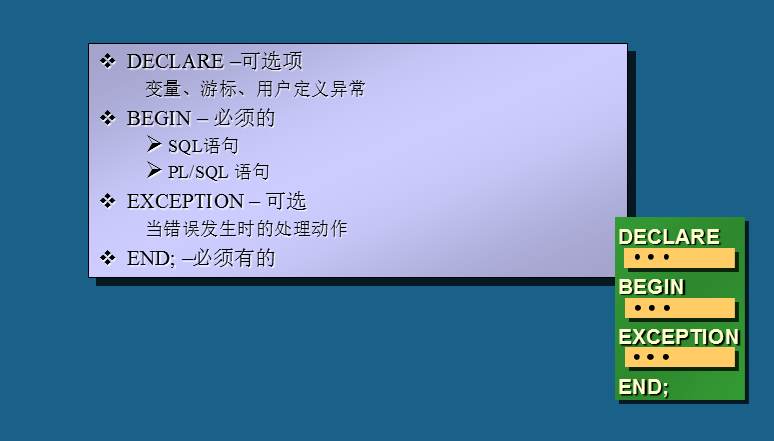 ❖ DECLARE –可选项
变量、游标、用户定义异常
❖ BEGIN – 必须的
➢ SQL语句
➢ PL/SQL 语句
❖ EXCEPTION – 可选
当错误发生时的处理动作
❖ END; –必须有的
DECLARE
•••
BEGIN
•••
EXCEPTION
•••
END;